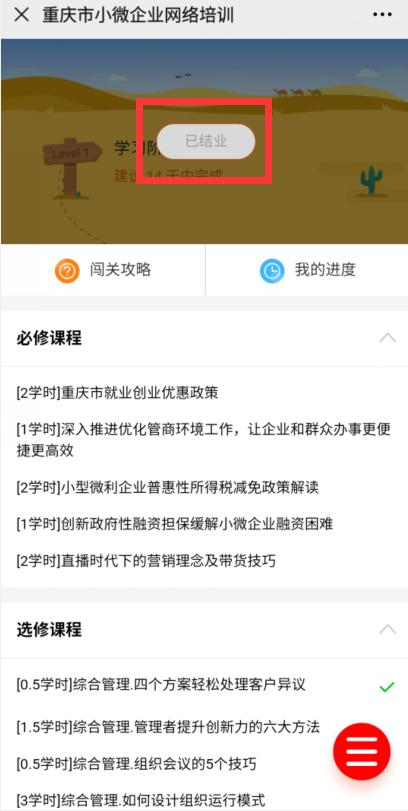 重庆市小微企业网络培训
Level 1
学习阶
已结业
建议 14 天内完成
闯关攻略
我的进度
必修课程
[2学时]重庆市就业创业优惠政策
[1学时]深入推进优化管商环境工作，让企业和群众办事更便
捷更高效
[2学时]小型微利企业普惠性所得税减免政策解读
[1学时]创新政府性融资担保缓解小微企业融资困难
[2学时]直播时代下的营销理念及带货技巧
选修课程
[0.5学时]综合管理.四个方案轻松处理客户异议
[1.5学时]综合管理.管理者提升创新力的六大方法
[0.5学时]综合管理.组织会议的5个技巧
[3学时]综合管理.如何设计组织运行模式